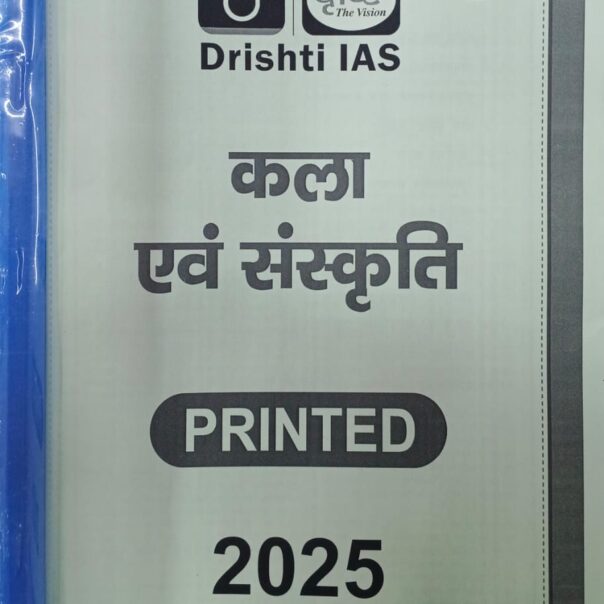 दृष्टि
The Vision
Drishti IAS
कला
एवं संस्कृति
PRINTED
2025